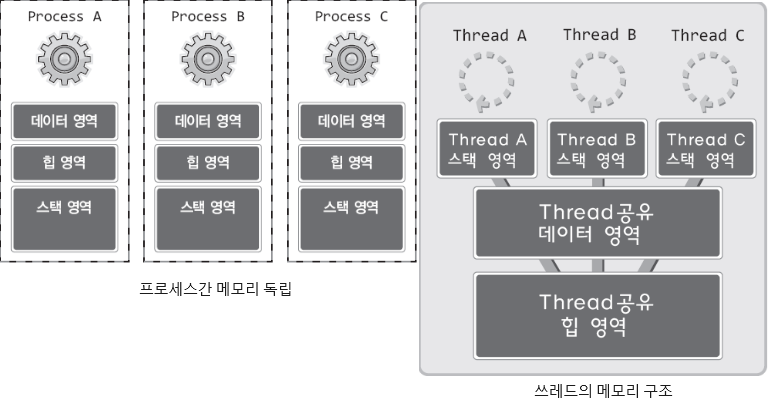 Process A
데이터 영역
힙 영역
스택 영역
Process B
데이터 영역
힙 영역
스택 영역
Process C
데이터 영역
힙 영역
스택 영역
프로세스간 메모리 독립
Thread A
Thread B
Thread C
Thread A
스택 영역
Thread B
스택 영역
Thread C
스택 영역
Thread공유
데이터 영역
Thread공유
힙 영역
쓰레드의 메모리 구조